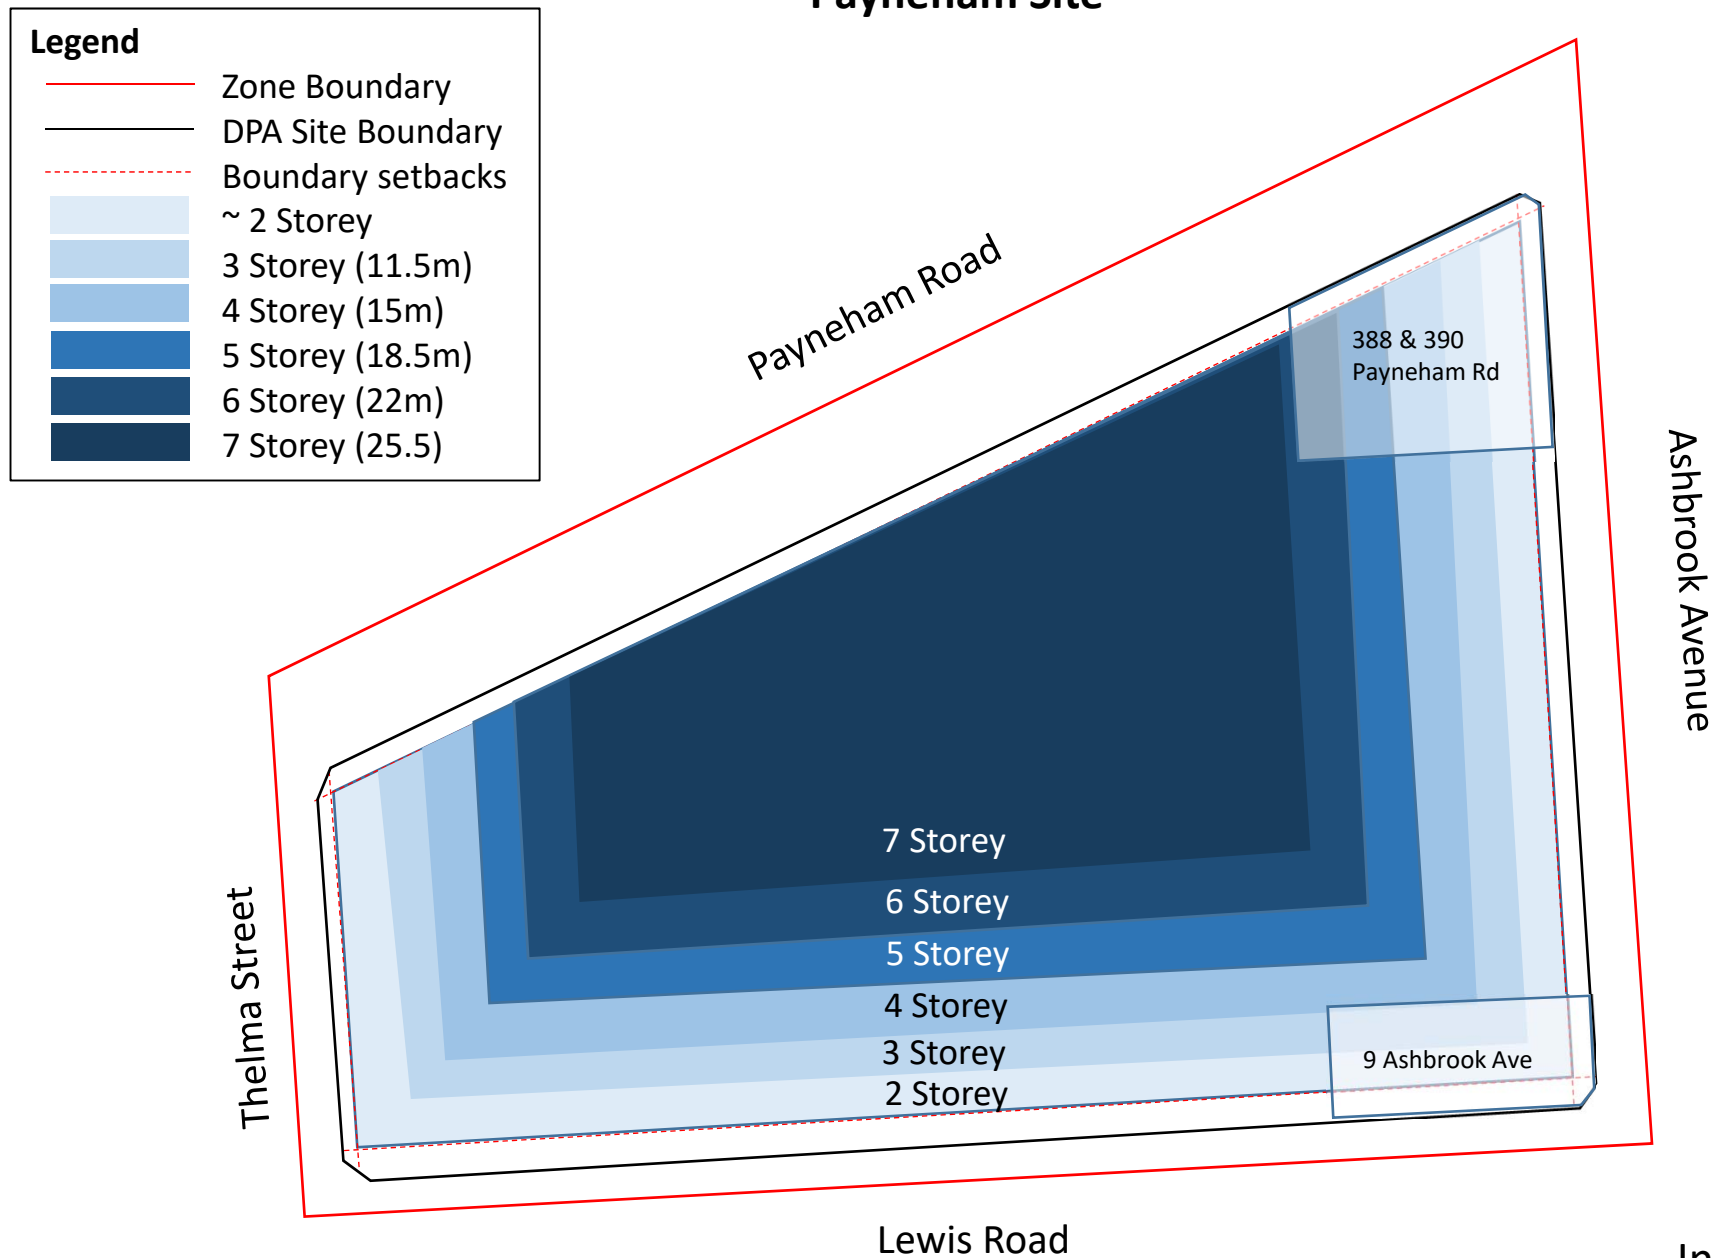 Payneham Site
Legend
Zone Boundary
DPA Site Boundary
Boundary setbacks
~ 2 Storey
3 Storey (11.5m)
4 Storey (15m)
5 Storey (18.5m)
6 Storey (22m)
7 Storey (25.5)
Payneham Road
388 & 390
Payneham Rd
Ashbrook Avenue
7 Storey
6 Storey
5 Storey
4 Storey
3 Storey
2 Storey
9 Ashbrook Ave
Thelma Street
Lewis Road